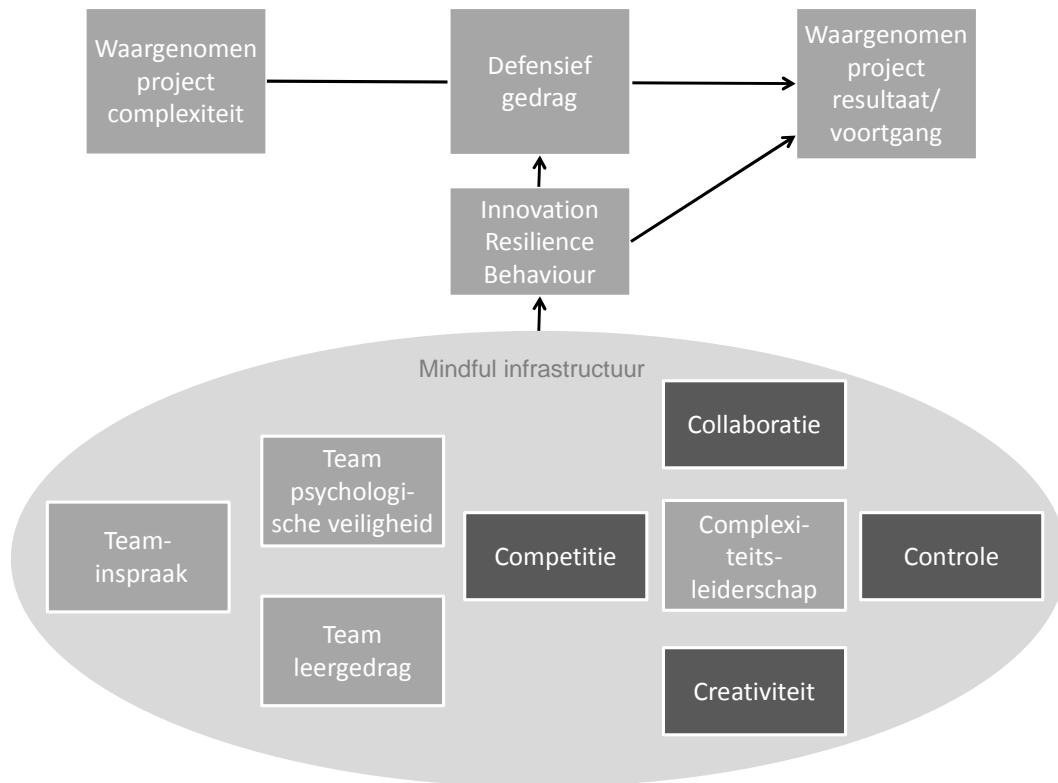 Waargenomen
project
complexiteit
Defensief
gedrag
Waargenomen
project
resultaat/
voortgang
Innovation
Resilience
Behaviour
Mindful infrastructuur
Collaboratie
Team
psychologi-
sche veiligheid
Team-
inspraak
Competitie
Complexi-
teits-
leiderschap
Controle
Team
leergedrag
Creativiteit